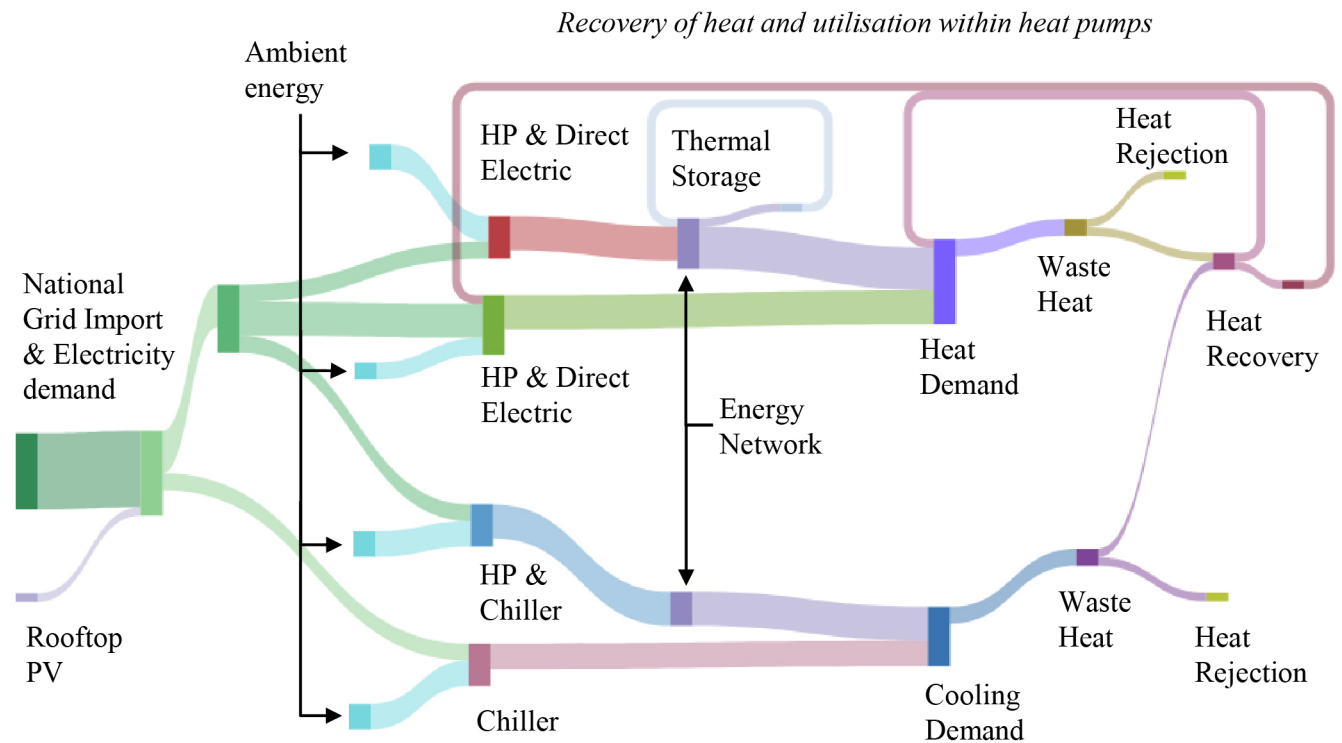 Recovery of heat and utilisation within heat pumps
Ambient
energy
HP & Direct
Electric
Thermal
Storage
Heat
Rejection
National
Grid Import
& Electricity
demand
Waste
Heat
Heat
Recovery
Heat
Demand
HP & Direct
Electric
Energy
Network
HP &
Chiller
Waste
Heat
Heat
Rejection
Rooftop
PV
Chiller
Cooling
Demand